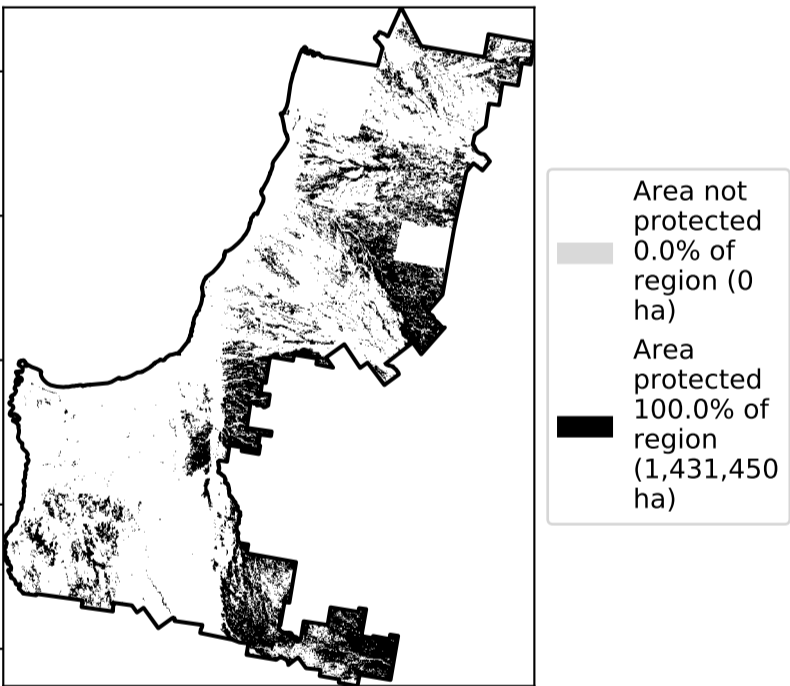 Area not
protected
0.0% of
region (0
ha)
Area
protected
100.0% of
region
(1,431,450
ha)